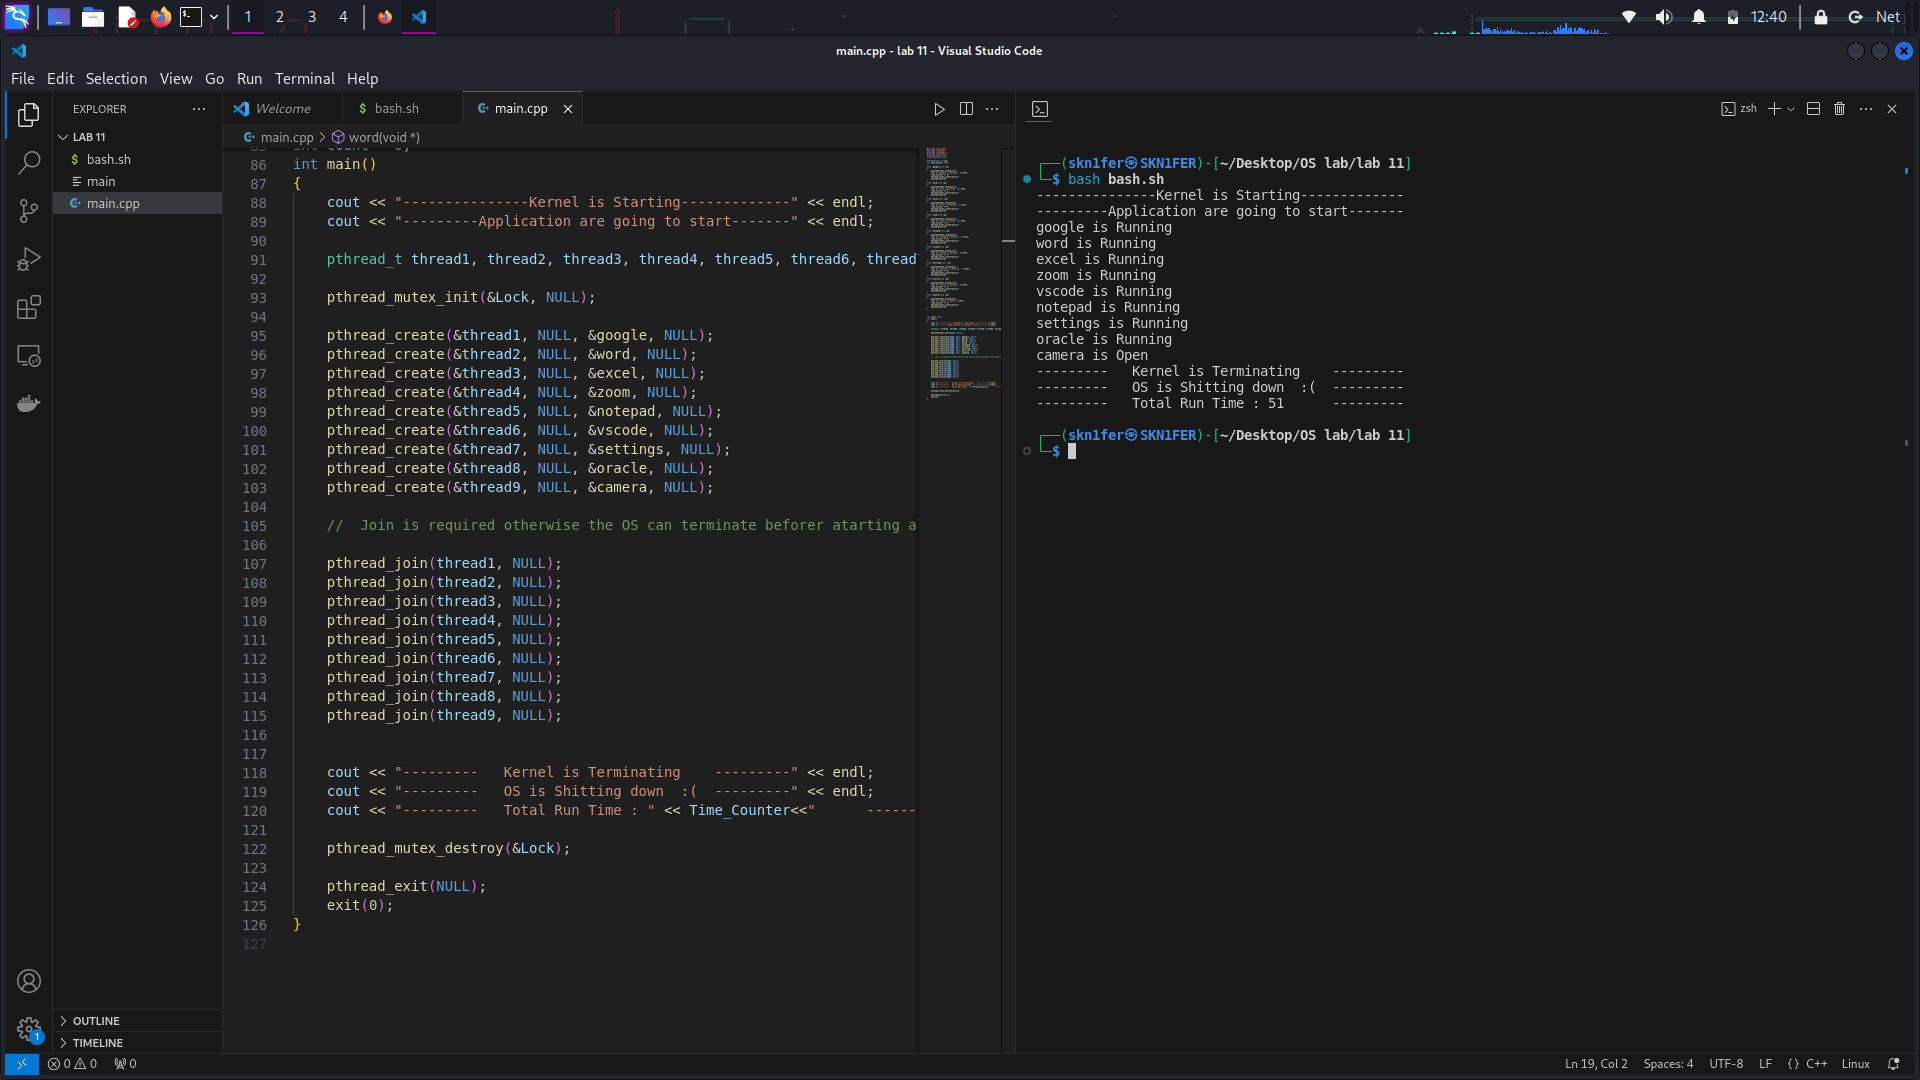 1
2
3
4
12:40
Net
main.cpp - lab 11 - Visual Studio Code
File Edit Selection View Go Run Terminal Help
EXPLORER
LAB 11
$ bash.sh
main
main.cpp
Welcome
$ bash.sh
main.cpp
main.cpp > word(void *)
86 int main()
87 {
88 cout << "---------------Kernel is Starting-------------" << endl;
89 cout << "---------Application are going to start-------" << endl;
90
91 pthread_t thread1, thread2, thread3, thread4, thread5, thread6, thread
92
93 pthread_mutex_init(&Lock, NULL);
94
95 pthread_create(&thread1, NULL, &google, NULL);
96 pthread_create(&thread2, NULL, &word, NULL);
97 pthread_create(&thread3, NULL, &excel, NULL);
98 pthread_create(&thread4, NULL, &zoom, NULL);
99 pthread_create(&thread5, NULL, &notepad, NULL);
100 pthread_create(&thread6, NULL, &vscode, NULL);
101 pthread_create(&thread7, NULL, &settings, NULL);
102 pthread_create(&thread8, NULL, &oracle, NULL);
103 pthread_create(&thread9, NULL, &camera, NULL);
104
105 //  Join is required otherwise the OS can terminate beforer atarting a
106
107 pthread_join(thread1, NULL);
108 pthread_join(thread2, NULL);
109 pthread_join(thread3, NULL);
110 pthread_join(thread4, NULL);
111 pthread_join(thread5, NULL);
112 pthread_join(thread6, NULL);
113 pthread_join(thread7, NULL);
114 pthread_join(thread8, NULL);
115 pthread_join(thread9, NULL);
116
117
118 cout << "---------   Kernel is Terminating    ---------" << endl;
119 cout << "---------   OS is Shitting down  :(  ---------" << endl;
120 cout << "---------   Total Run Time : " << Time_Counter<<"      ------
121
122 pthread_mutex_destroy(&Lock);
123
124 pthread_exit(NULL);
125 exit(0);
126 }
127
OUTLINE
TIMELINE
zsh
(skn1fer㉿SKN1FER)-[~/Desktop/OS lab/lab 11]
$ bash bash.sh
---------------Kernel is Starting-------------
---------Application are going to start-------
google is Running
word is Running
excel is Running
zoom is Running
vscode is Running
notepad is Running
settings is Running
oracle is Running
camera is Open
---------   Kernel is Terminating    ---------
---------   OS is Shitting down  :(  ---------
---------   Total Run Time : 51      ---------
(skn1fer㉿SKN1FER)-[~/Desktop/OS lab/lab 11]
$
1
0 0 0
Ln 19, Col 2 Spaces: 4 UTF-8 LF {} C++ Linux